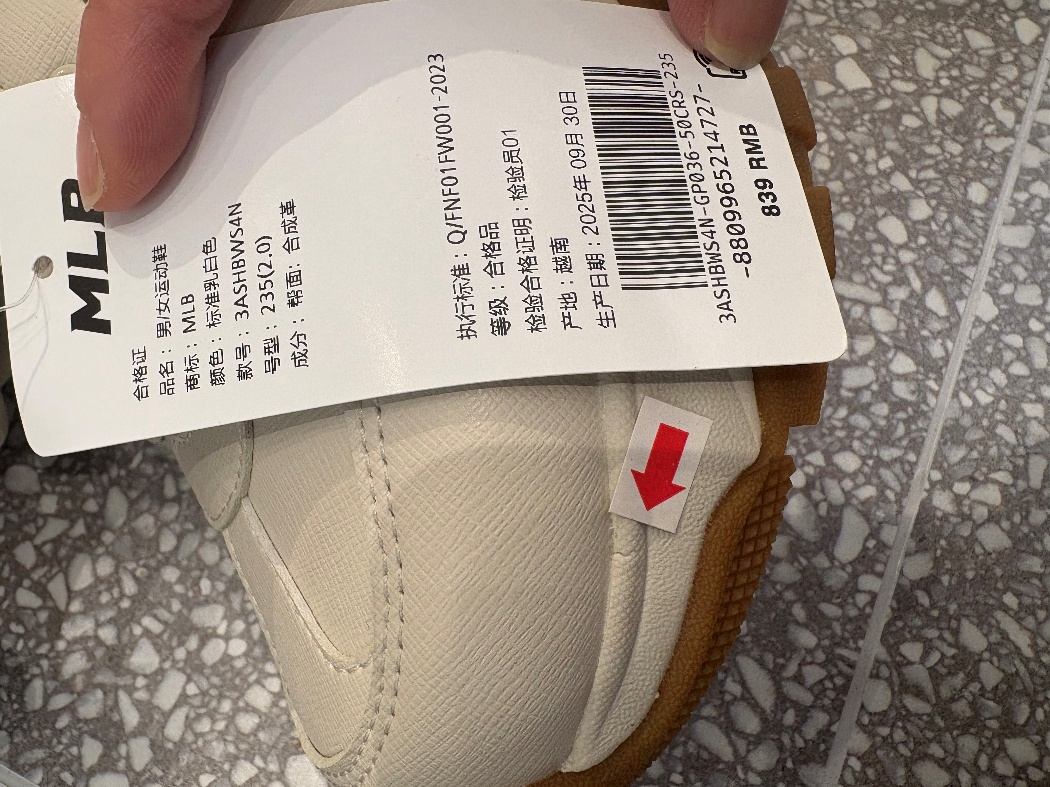 MLB
合格证
品名：男/女运动鞋
商标：MLB
颜色：标准乳白色
款号：3ASHBWS4N
号型：235(2.0)
成分：帮面：合成革
执行标准：Q/FNF01FW001-2023
等级：合格品
检验合格证明：检验员01
产地：越南
生产日期：2025年 09月 30日
3ASHBWS4N-GP036-50CRS-235
-8809965214727-
839 RMB